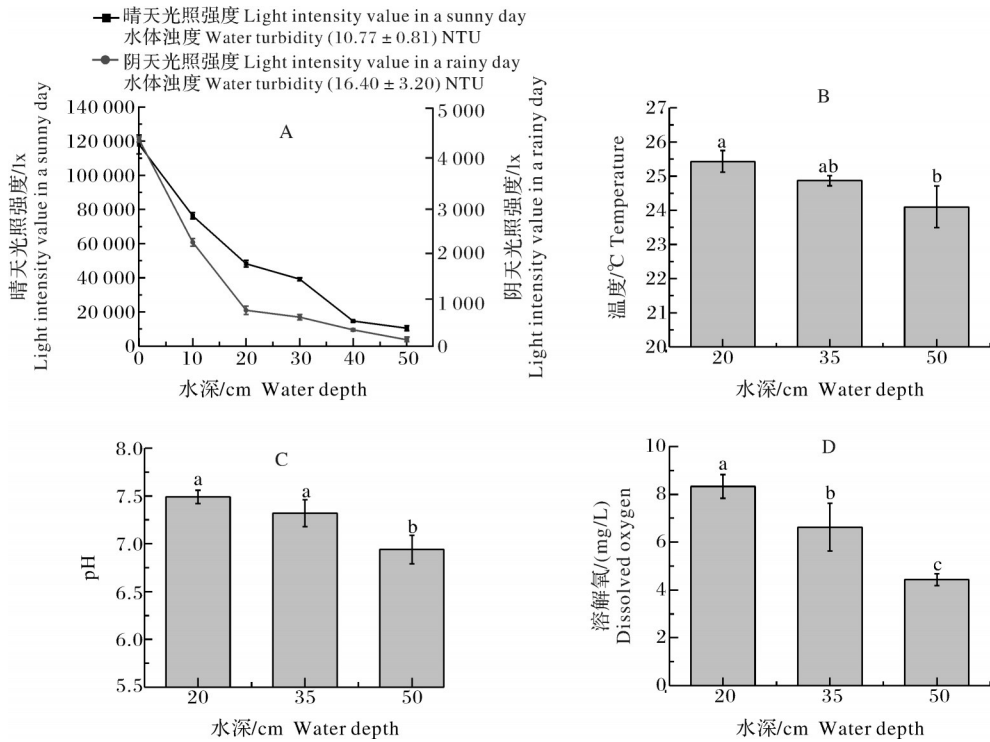 晴天光照强度 Light intensity value in a sunny day
水体浊度 Water turbidity (10.77 ± 0.81) NTU
阴天光照强度 Light intensity value in a rainy day
水体浊度 Water turbidity (16.40 ± 3.20) NTU
A
晴天光照强度/lx
Light intensity value in a sunny day
140 000
120 000
100 000
80 000
60 000
40 000
20 000
0
5 000
4 000
3 000
2 000
1 000
0
阴天光照强度/lx
Light intensity value in a rainy day
0 10 20 30 40 50
水深/cm Water depth
B
温度/℃ Temperature
27
26
25
24
23
22
21
20
a
ab
b
20 35 50
水深/cm Water depth
C
pH
8.0
7.5
7.0
6.5
6.0
5.5
a
a
b
20 35 50
水深/cm Water depth
D
溶解氧/(mg/L)
Dissolved oxygen
10
8
6
4
2
0
a
b
c
20 35 50
水深/cm Water depth